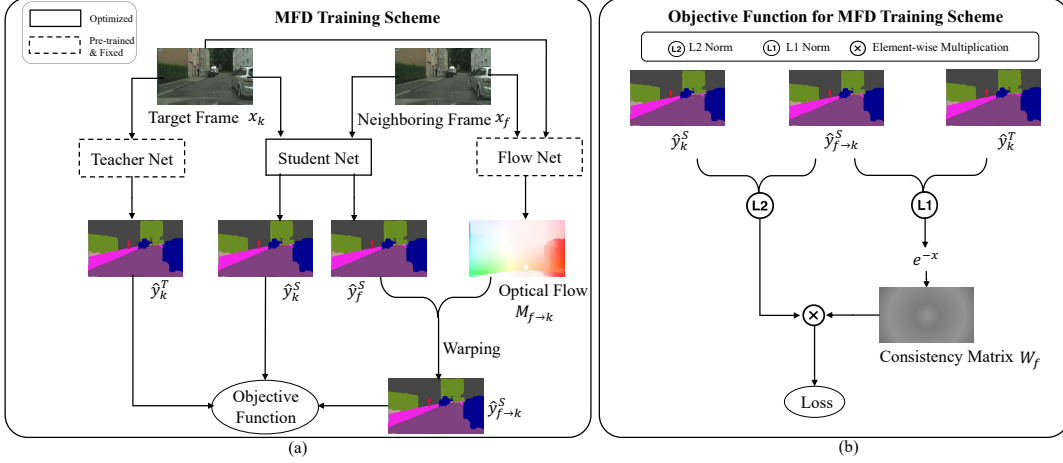 MFD Training Scheme
Optimized
Pre-trained
& Fixed
Target Frame x_k
Neighboring Frame x_f
Teacher Net
Student Net
Flow Net
ŷ_k^T
ŷ_k^S
ŷ_f^S
Optical Flow
M_{f→k}
Warping
Objective
Function
ŷ_{f→k}^S
(a)
Objective Function for MFD Training Scheme
L2 L2 Norm
L1 L1 Norm
× Element-wise Multiplication
ŷ_k^S
ŷ_{f→k}^S
ŷ_k^T
L2
L1
e^{-x}
×
Consistency Matrix W_f
Loss
(b)